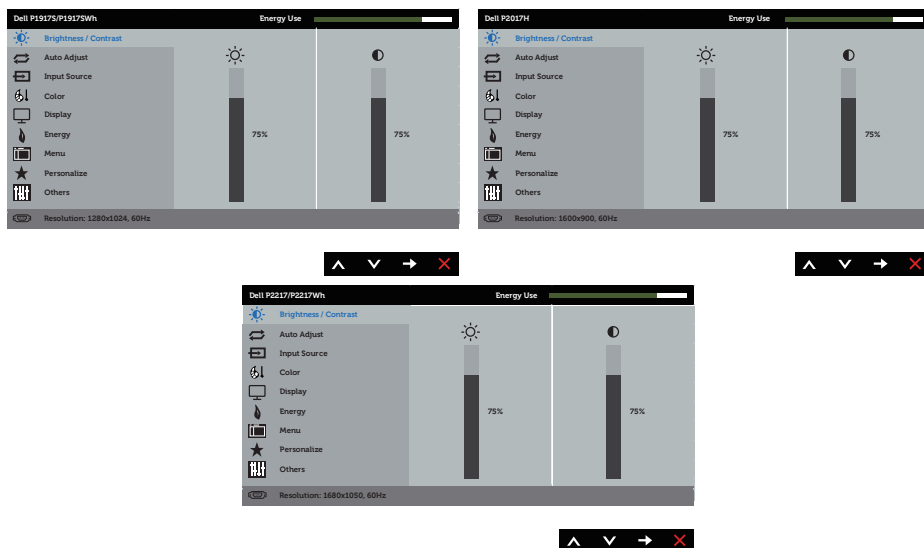 Dell P1917S/P1917SWh Energy Use
Brightness / Contrast
Auto Adjust
Input Source
Color
Display
Energy 75% 75%
Menu
Personalize
Others
Resolution: 1280x1024, 60Hz
Dell P2017H Energy Use
Brightness / Contrast
Auto Adjust
Input Source
Color
Display
Energy 75% 75%
Menu
Personalize
Others
Resolution: 1600x900, 60Hz
Dell P2217/P2217Wh Energy Use
Brightness / Contrast
Auto Adjust
Input Source
Color
Display
Energy 75% 75%
Menu
Personalize
Others
Resolution: 1680x1050, 60Hz